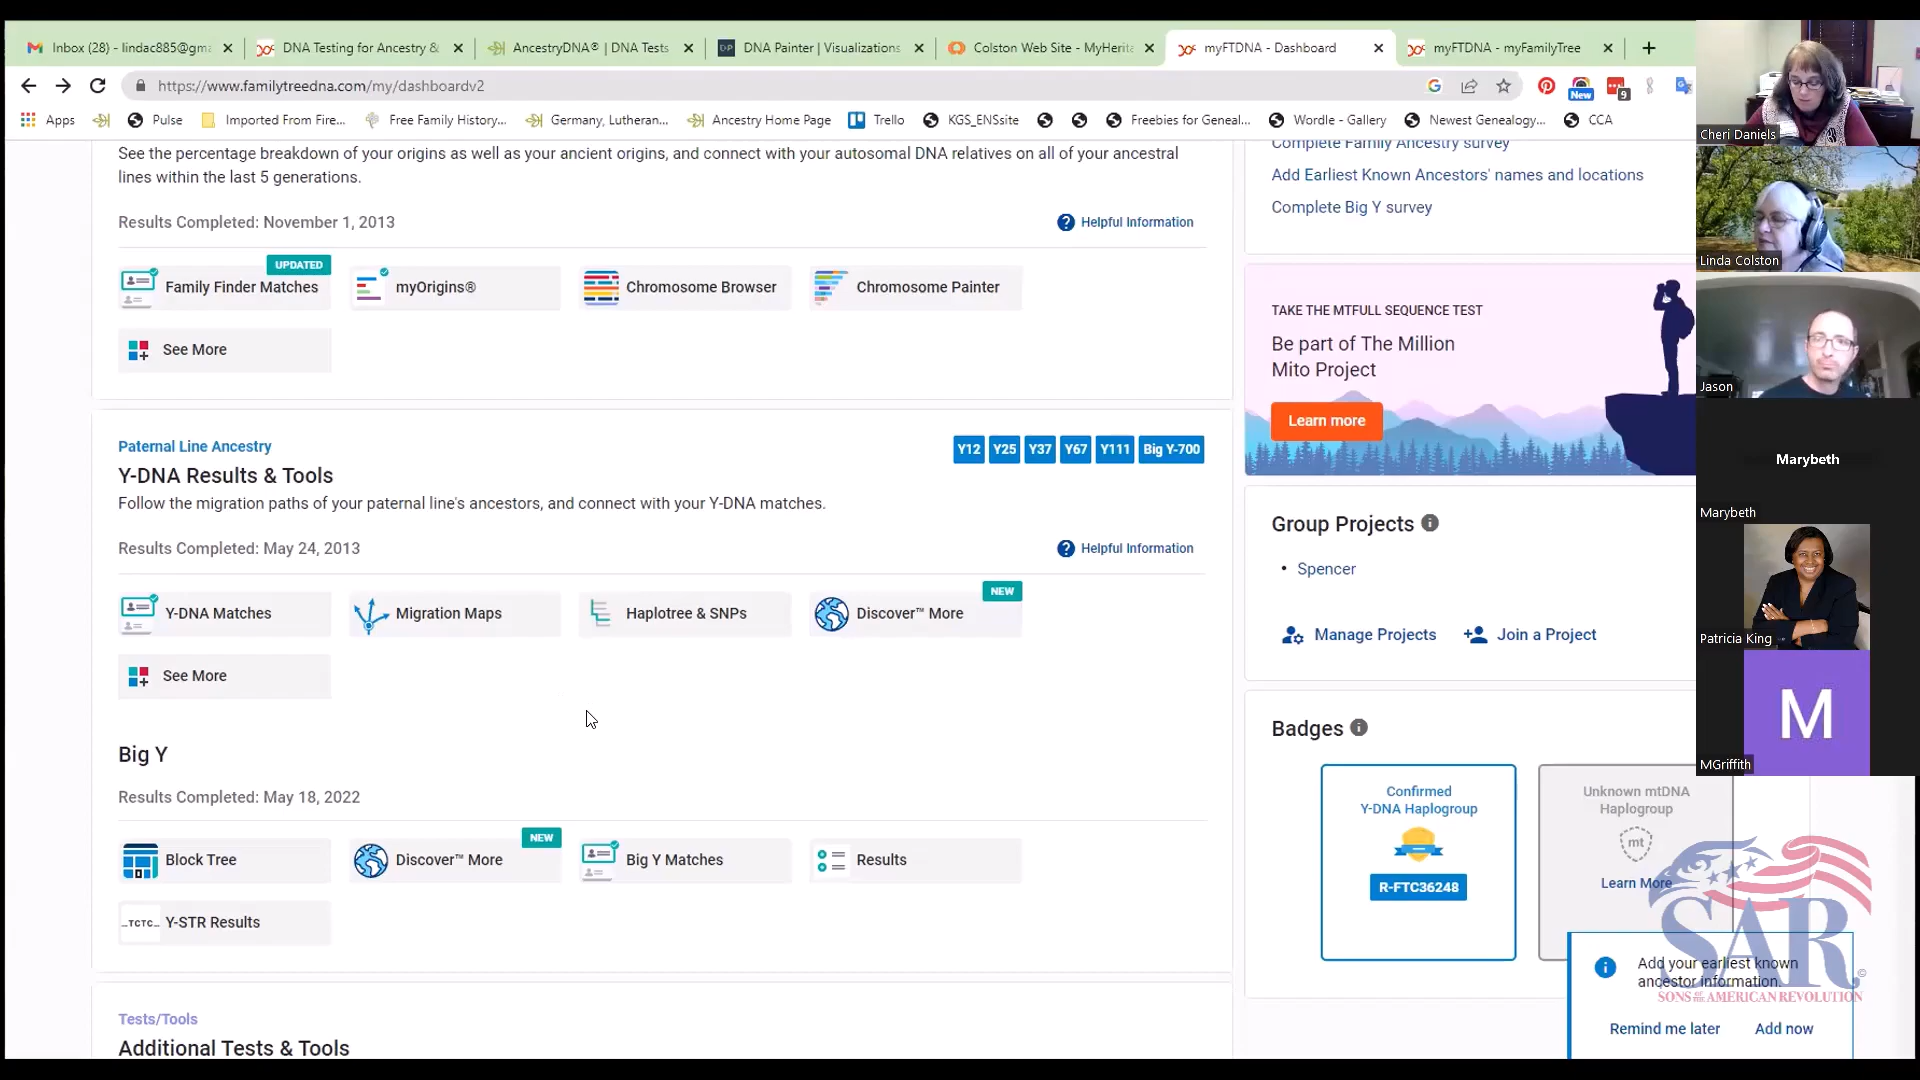 Inbox (28) - lindac885@gma
DNA Testing for Ancestry &
AncestryDNA® | DNA Tests
DNA Painter | Visualizations
Colston Web Site - MyHerita
myFTDNA - Dashboard
myFTDNA - myFamilyTree
https://www.familytreedna.com/my/dashboardv2
New
9
Apps
Pulse
Imported From Fire...
Free Family History...
Germany, Lutheran...
Ancestry Home Page
Trello
KGS_ENSsite
Freebies for Geneal...
Wordle - Gallery
Newest Genealogy...
CCA
See the percentage breakdown of your origins as well as your ancient origins, and connect with your autosomal DNA relatives on all of your ancestral
lines within the last 5 generations.
Results Completed: November 1, 2013
Helpful Information
UPDATED
Family Finder Matches
myOrigins®
Chromosome Browser
Chromosome Painter
See More
Paternal Line Ancestry
Y12 Y25 Y37 Y67 Y111 Big Y-700
Y-DNA Results & Tools
Follow the migration paths of your paternal line's ancestors, and connect with your Y-DNA matches.
Results Completed: May 24, 2013
Helpful Information
NEW
Y-DNA Matches
Migration Maps
Haplotree & SNPs
Discover™ More
See More
Big Y
Results Completed: May 18, 2022
NEW
Block Tree
Discover™ More
Big Y Matches
Results
..TCTC.. Y-STR Results
Tests/Tools
Additional Tests & Tools
Complete Family Ancestry survey
Add Earliest Known Ancestors' names and locations
Complete Big Y survey
TAKE THE MTFULL SEQUENCE TEST
Be part of The Million
Mito Project
Learn more
Group Projects
• Spencer
Manage Projects
Join a Project
Badges
Confirmed
Y-DNA Haplogroup
R-FTC36248
Unknown mtDNA
Haplogroup
mt
Learn More
Add your earliest known
ancestor information.
Remind me later
Add now
SAR
SONS OF THE AMERICAN REVOLUTION
©
Cheri Daniels
Linda Colston
Jason
Marybeth
Marybeth
Patricia King
M
MGriffith